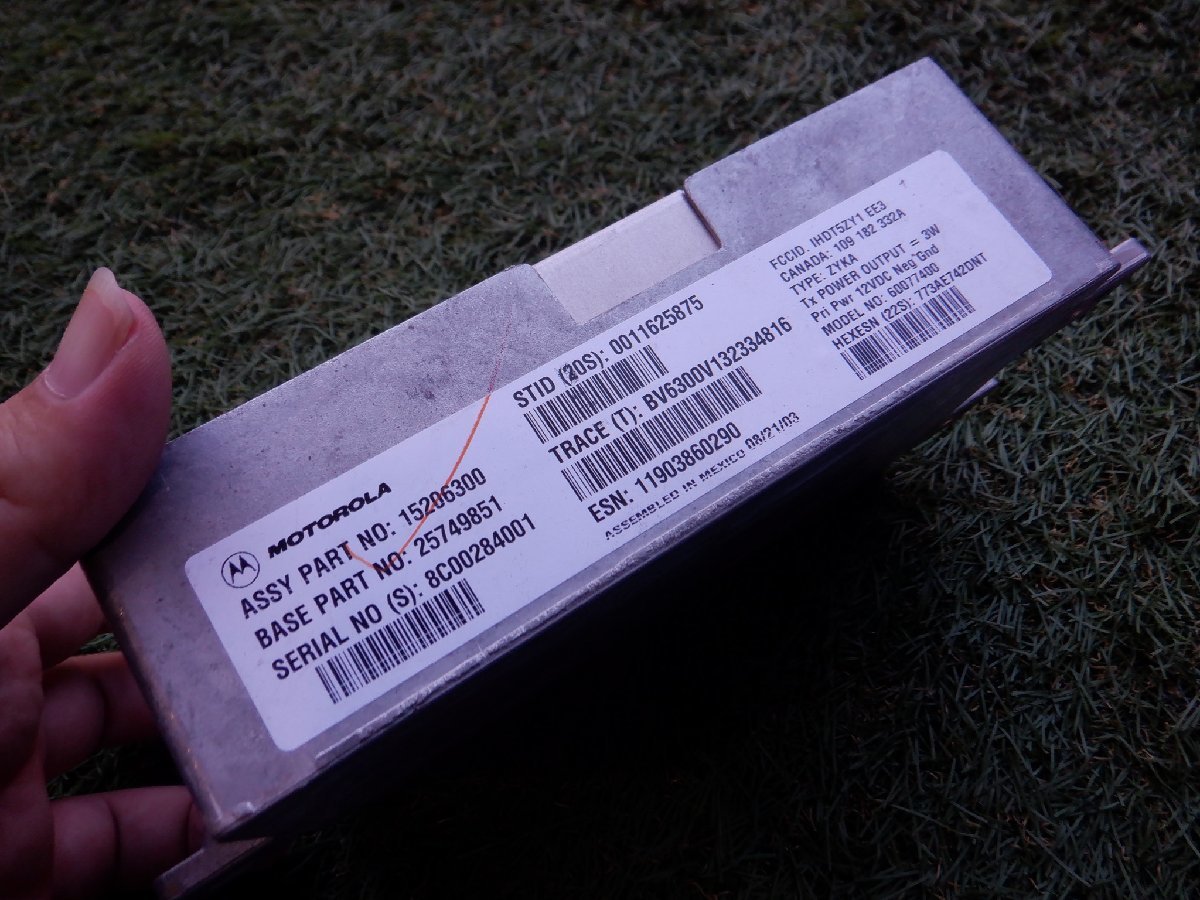 MOTOROLA
ASSY PART NO: 15206300
BASE PART NO: 25749851
SERIAL NO (S): 8C00284001
STID (20S): 0011625875
TRACE (T): BV6300V132334816
ESN: 11903860290
ASSEMBLED IN MEXICO 08/21/03
FCCID. IHDT5ZY1 EE3
CANADA: 109 182 332A
TYPE: ZYKA
Tx POWER OUTPUT = 3W
Pri Pwr 12VDC Neg Gnd
MODEL NO: 60077400
HEXESN (22S): 773AE742DNT